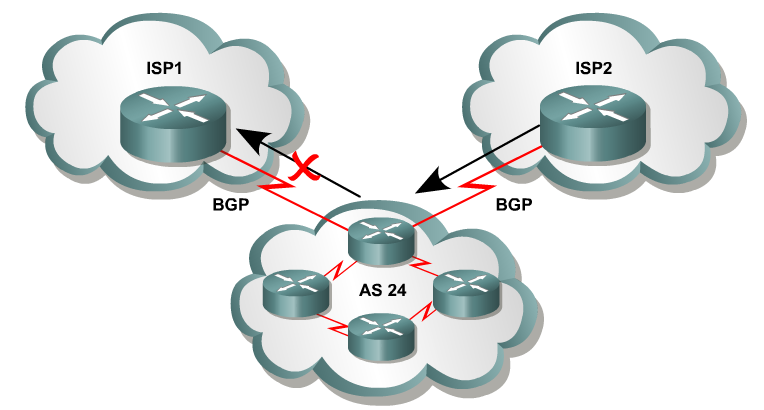 ISP1
ISP2
BGP
BGP
AS 24